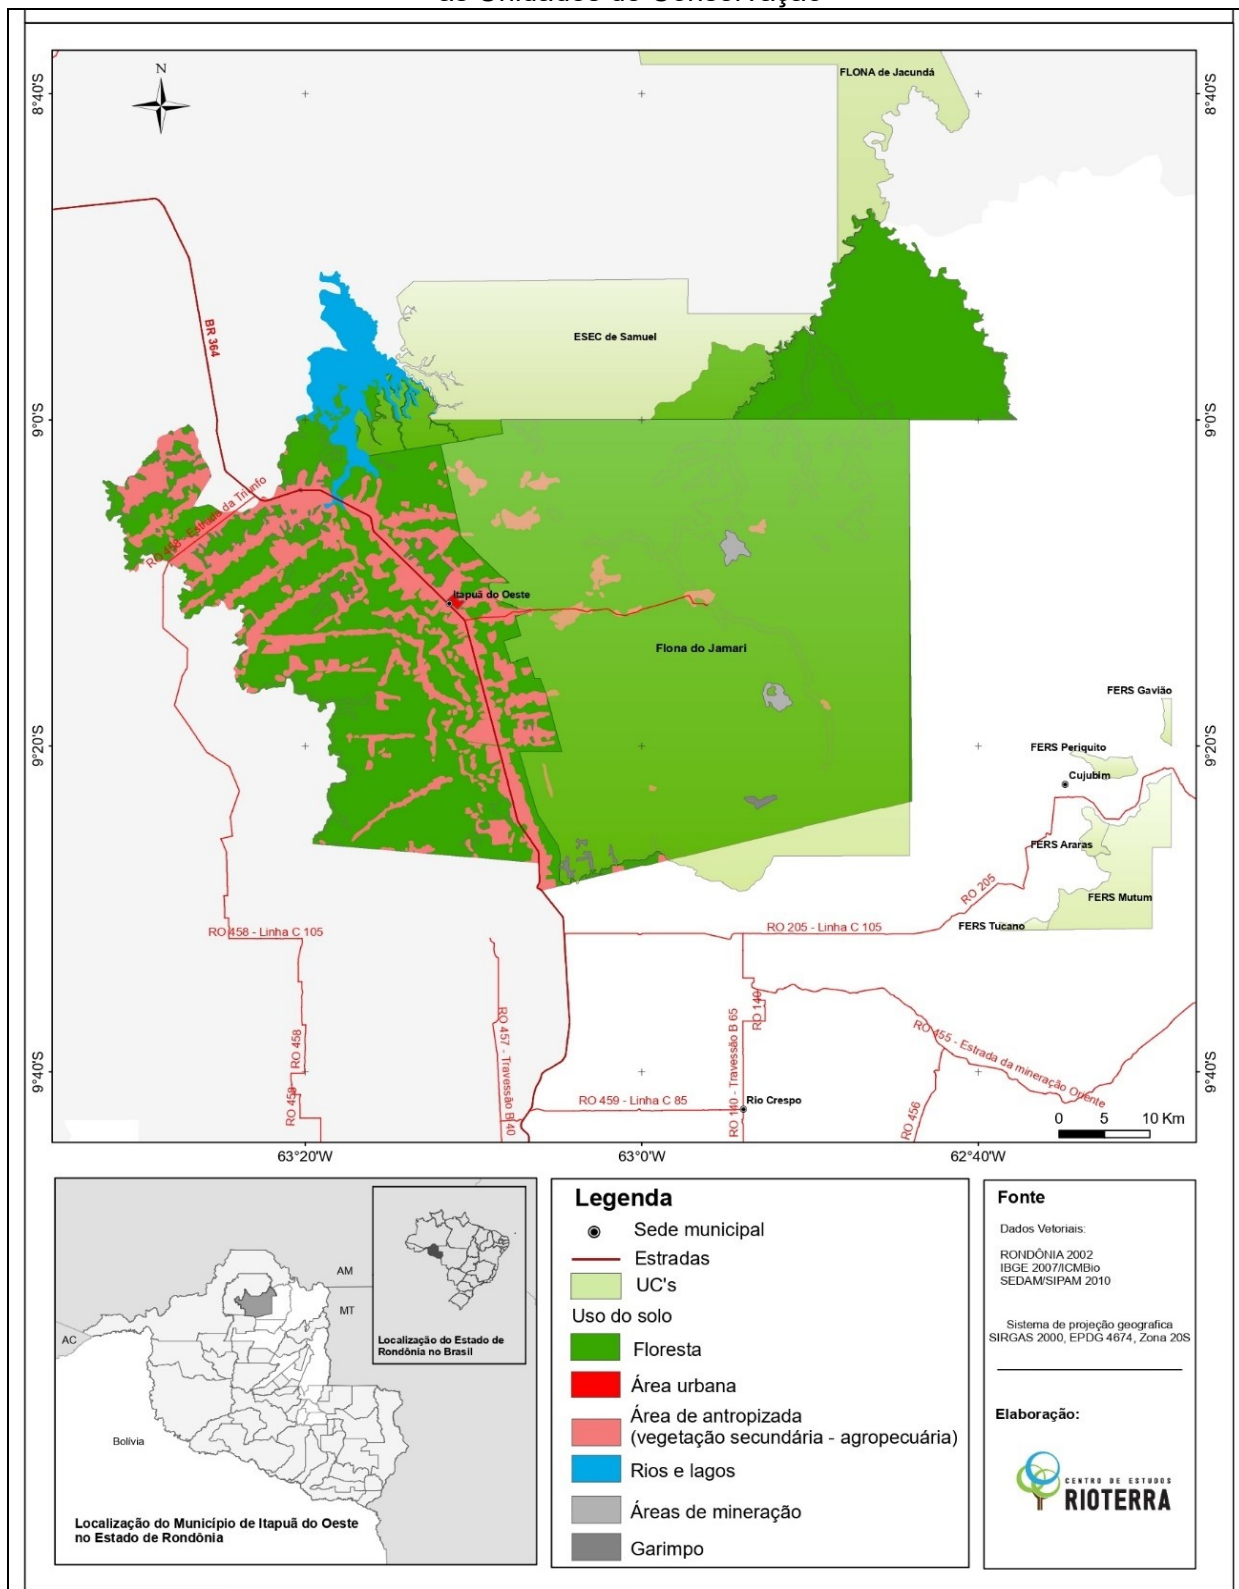 as Unidades de Conservação
N
FLONA de Jacundá
8°40'S
8°40'S
BR 364
ESEC de Samuel
9°0'S
9°0'S
RO 458 - Estrada da Triunfo
Itapuã do Oeste
Flona do Jamari
FERS Gavião
9°20'S
FERS Periquito
9°20'S
Cujubim
FERS Araras
RO 205
FERS Mutum
RO 458 - Linha C 105
RO 205 - Linha C 105
FERS Tucano
RO 140
RO 457 - Travessão B 40
RO 140 - Travessão B 65
RO 458
RO 455 - Estrada da mineração Oriente
9°40'S
9°40'S
RO 459
RO 459 - Linha C 85
Rio Crespo
RO 456
0 5 10 Km
63°20'W
63°0'W
62°40'W
AM
MT
AC
Bolívia
Localização do Estado de
Rondônia no Brasil
Localização do Município de Itapuã do Oeste
no Estado de Rondônia
Legenda
Sede municipal
Estradas
UC's
Uso do solo
Floresta
Área urbana
Área de antropizada
(vegetação secundária - agropecuária)
Rios e lagos
Áreas de mineração
Garimpo
Fonte
Dados Vetoriais:
RONDÔNIA 2002
IBGE 2007/ICMBio
SEDAM/SIPAM 2010
Sistema de projeção geografica
SIRGAS 2000, EPDG 4674, Zona 20S
Elaboração:
CENTRO DE ESTUDOS
RIOTERRA